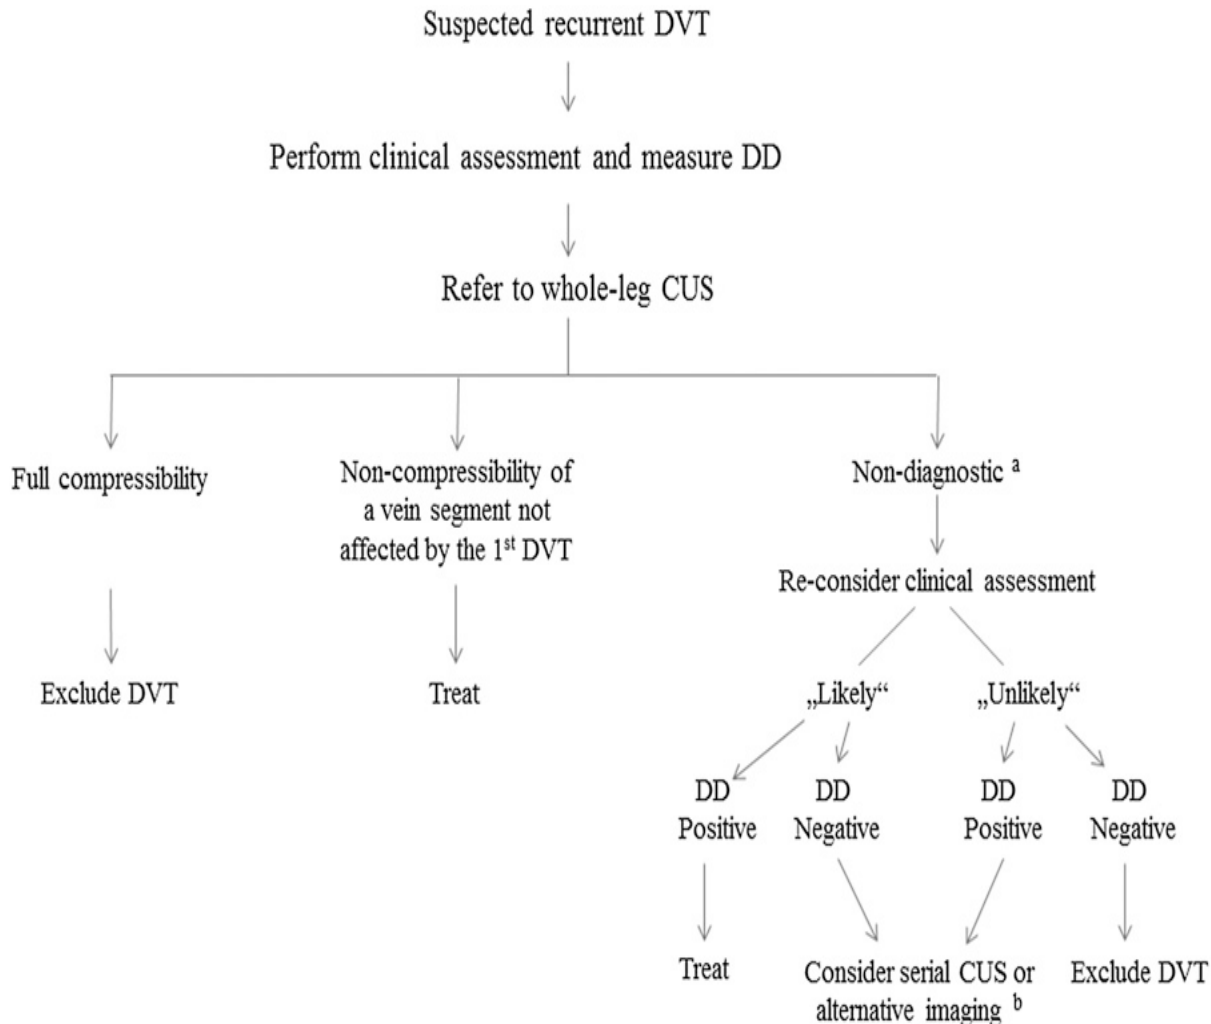 Suspected recurrent DVT
Perform clinical assessment and measure DD
Refer to whole-leg CUS
Full compressibility
Non-compressibility of
a vein segment not
affected by the 1st DVT
Non-diagnostic a
Re-consider clinical assessment
Exclude DVT
Treat
„Likely“
„Unlikely“
DD
Positive
DD
Negative
DD
Positive
DD
Negative
Treat
Consider serial CUS or
alternative imaging b
Exclude DVT